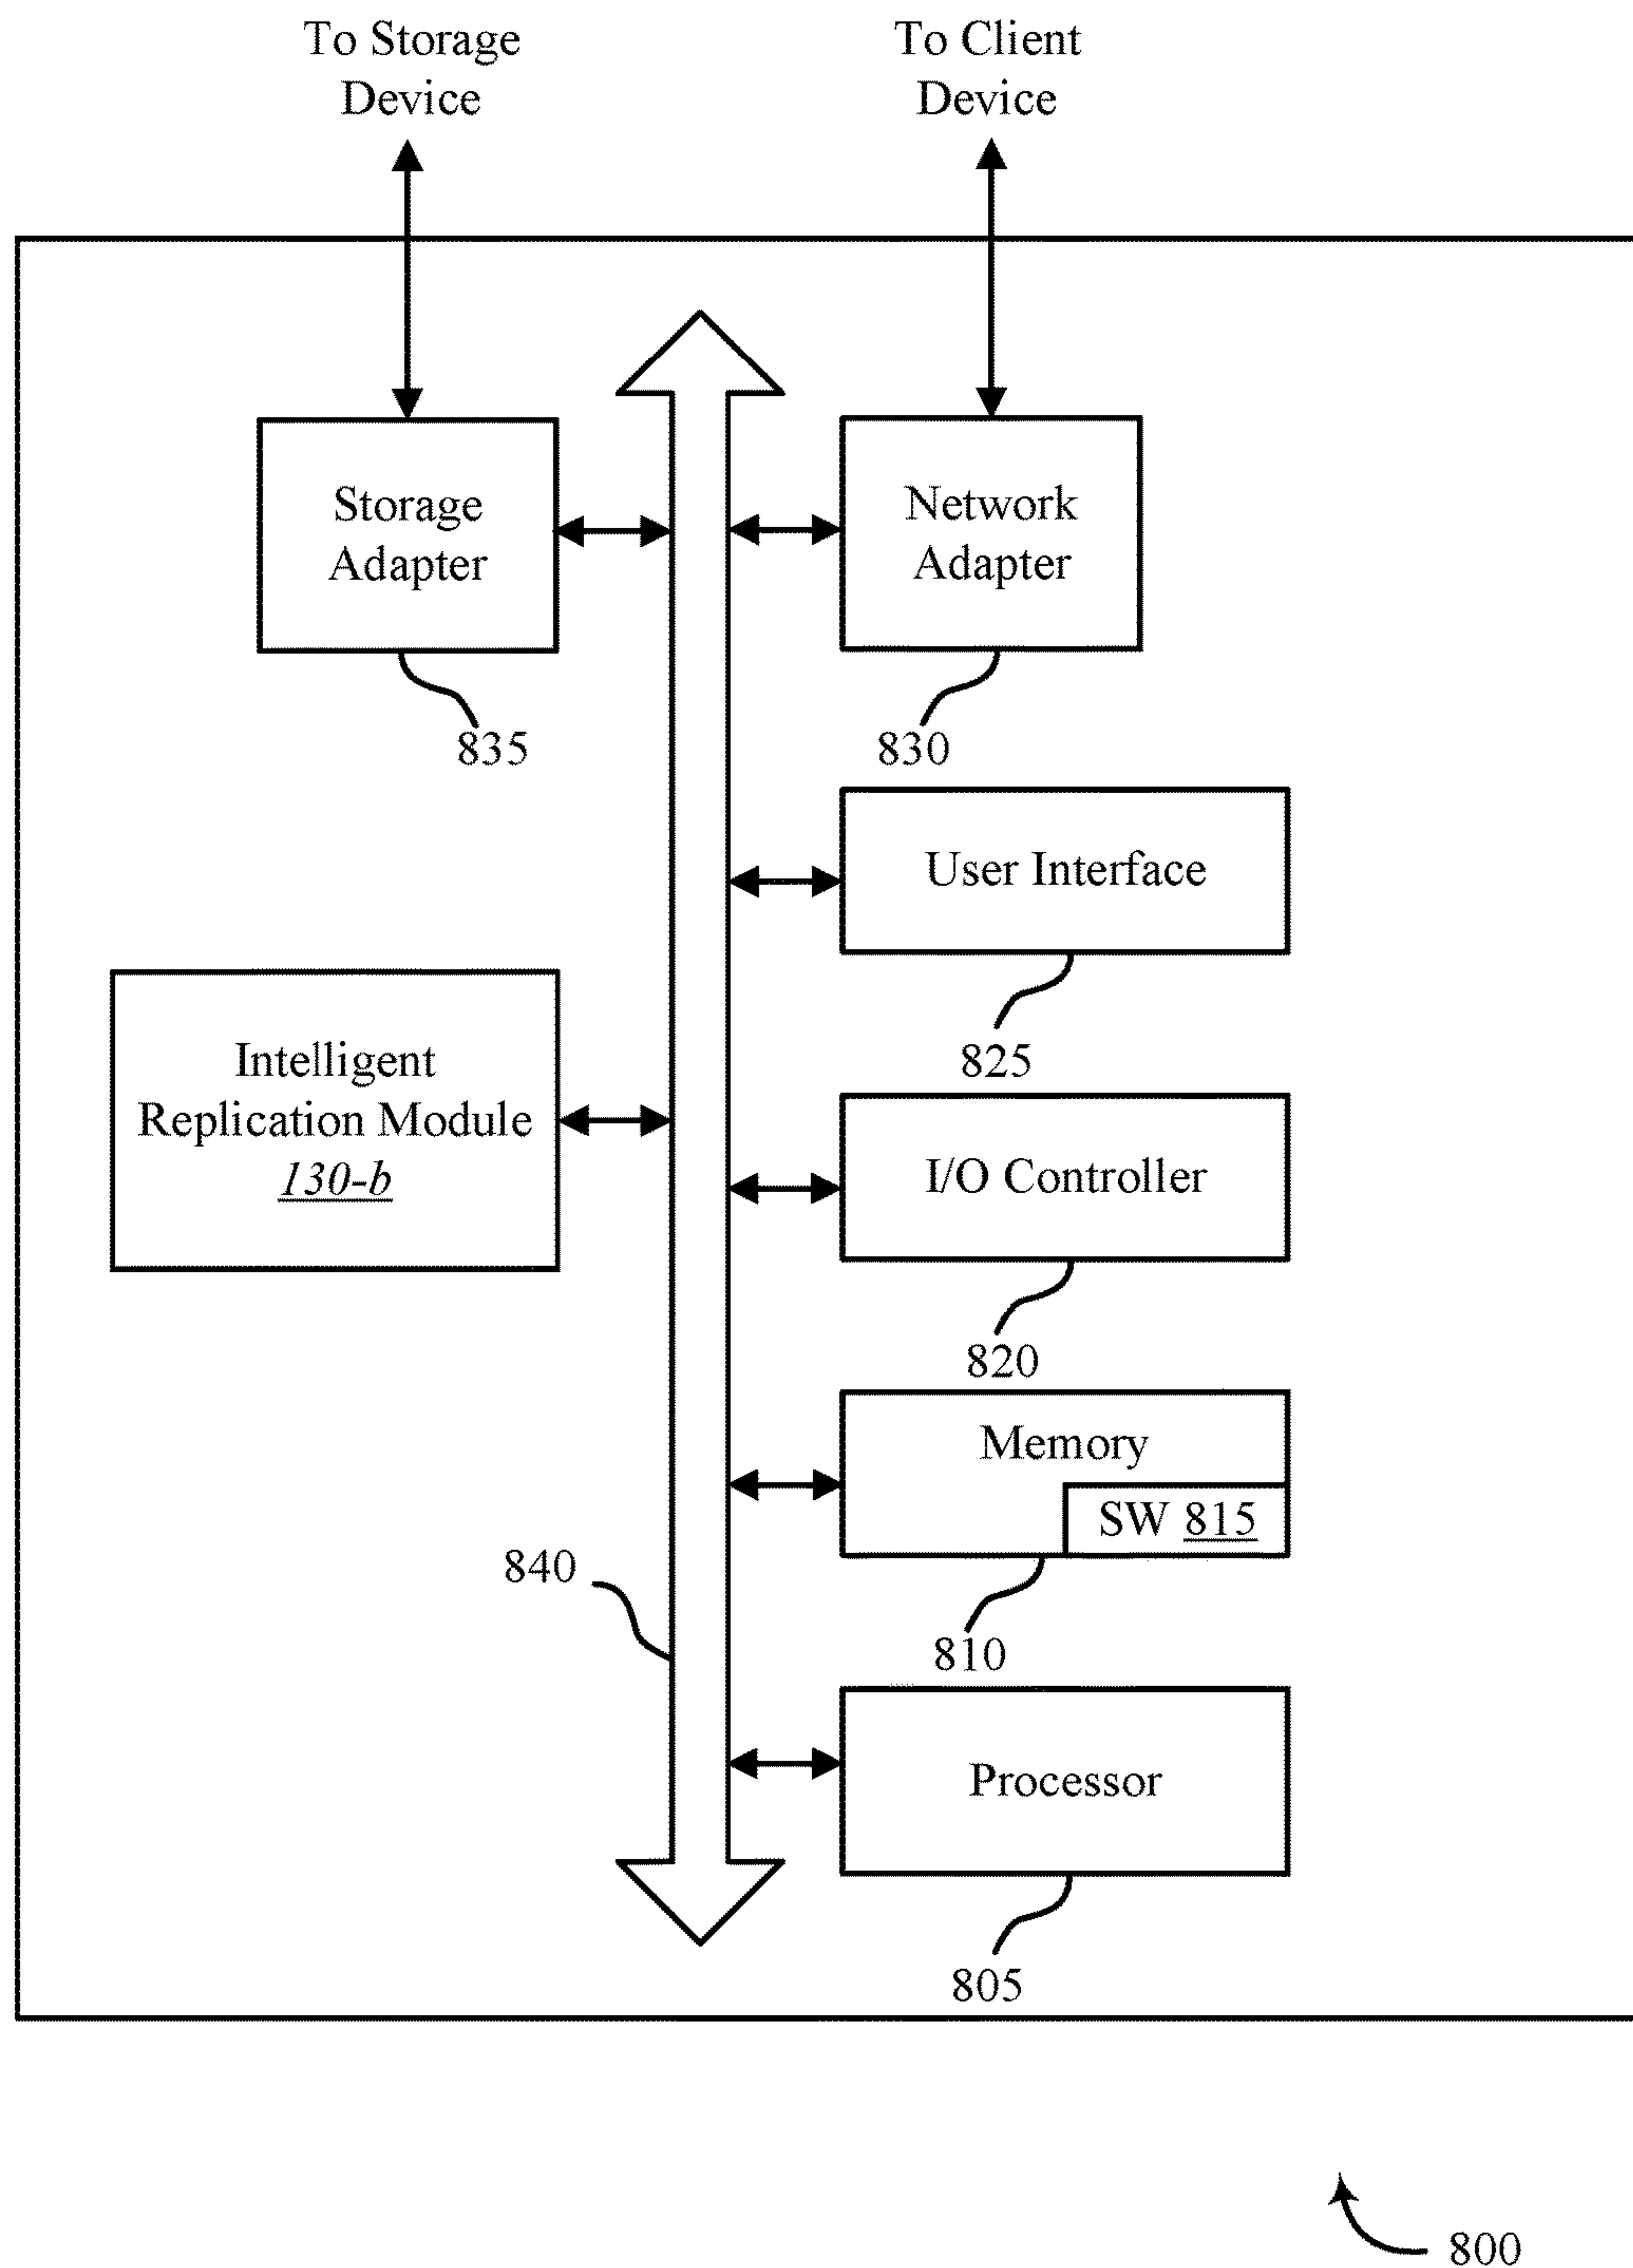 To Storage
Device
To Client
Device
Storage
Adapter
Network
Adapter
835
830
User Interface
825
Intelligent
Replication Module
130-b
I/O Controller
820
Memory
SW 815
840
810
Processor
805
800